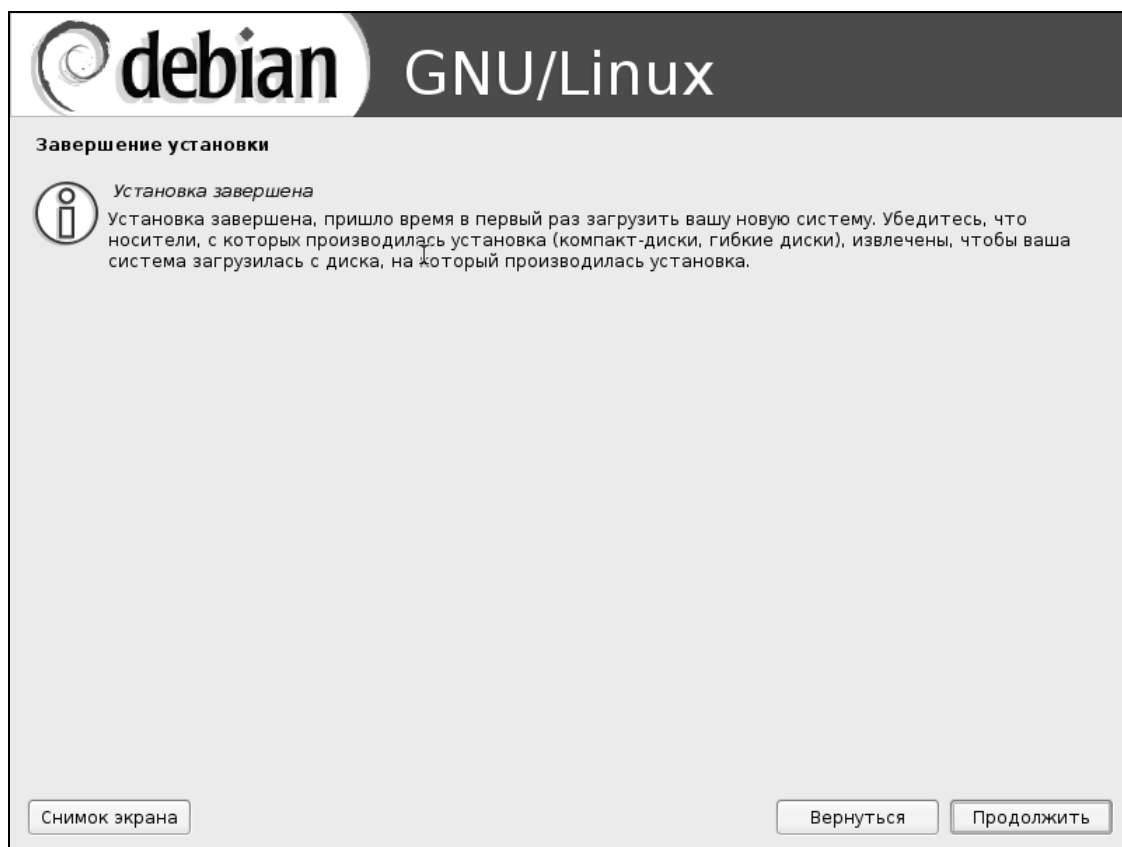 debian GNU/Linux
Завершение установки
Установка завершена
Установка завершена, пришло время в первый раз загрузить вашу новую систему. Убедитесь, что
носители, с которых производилась установка (компакт-диски, гибкие диски), извлечены, чтобы ваша
система загрузилась с диска, на который производилась установка.
Снимок экрана Вернуться Продолжить